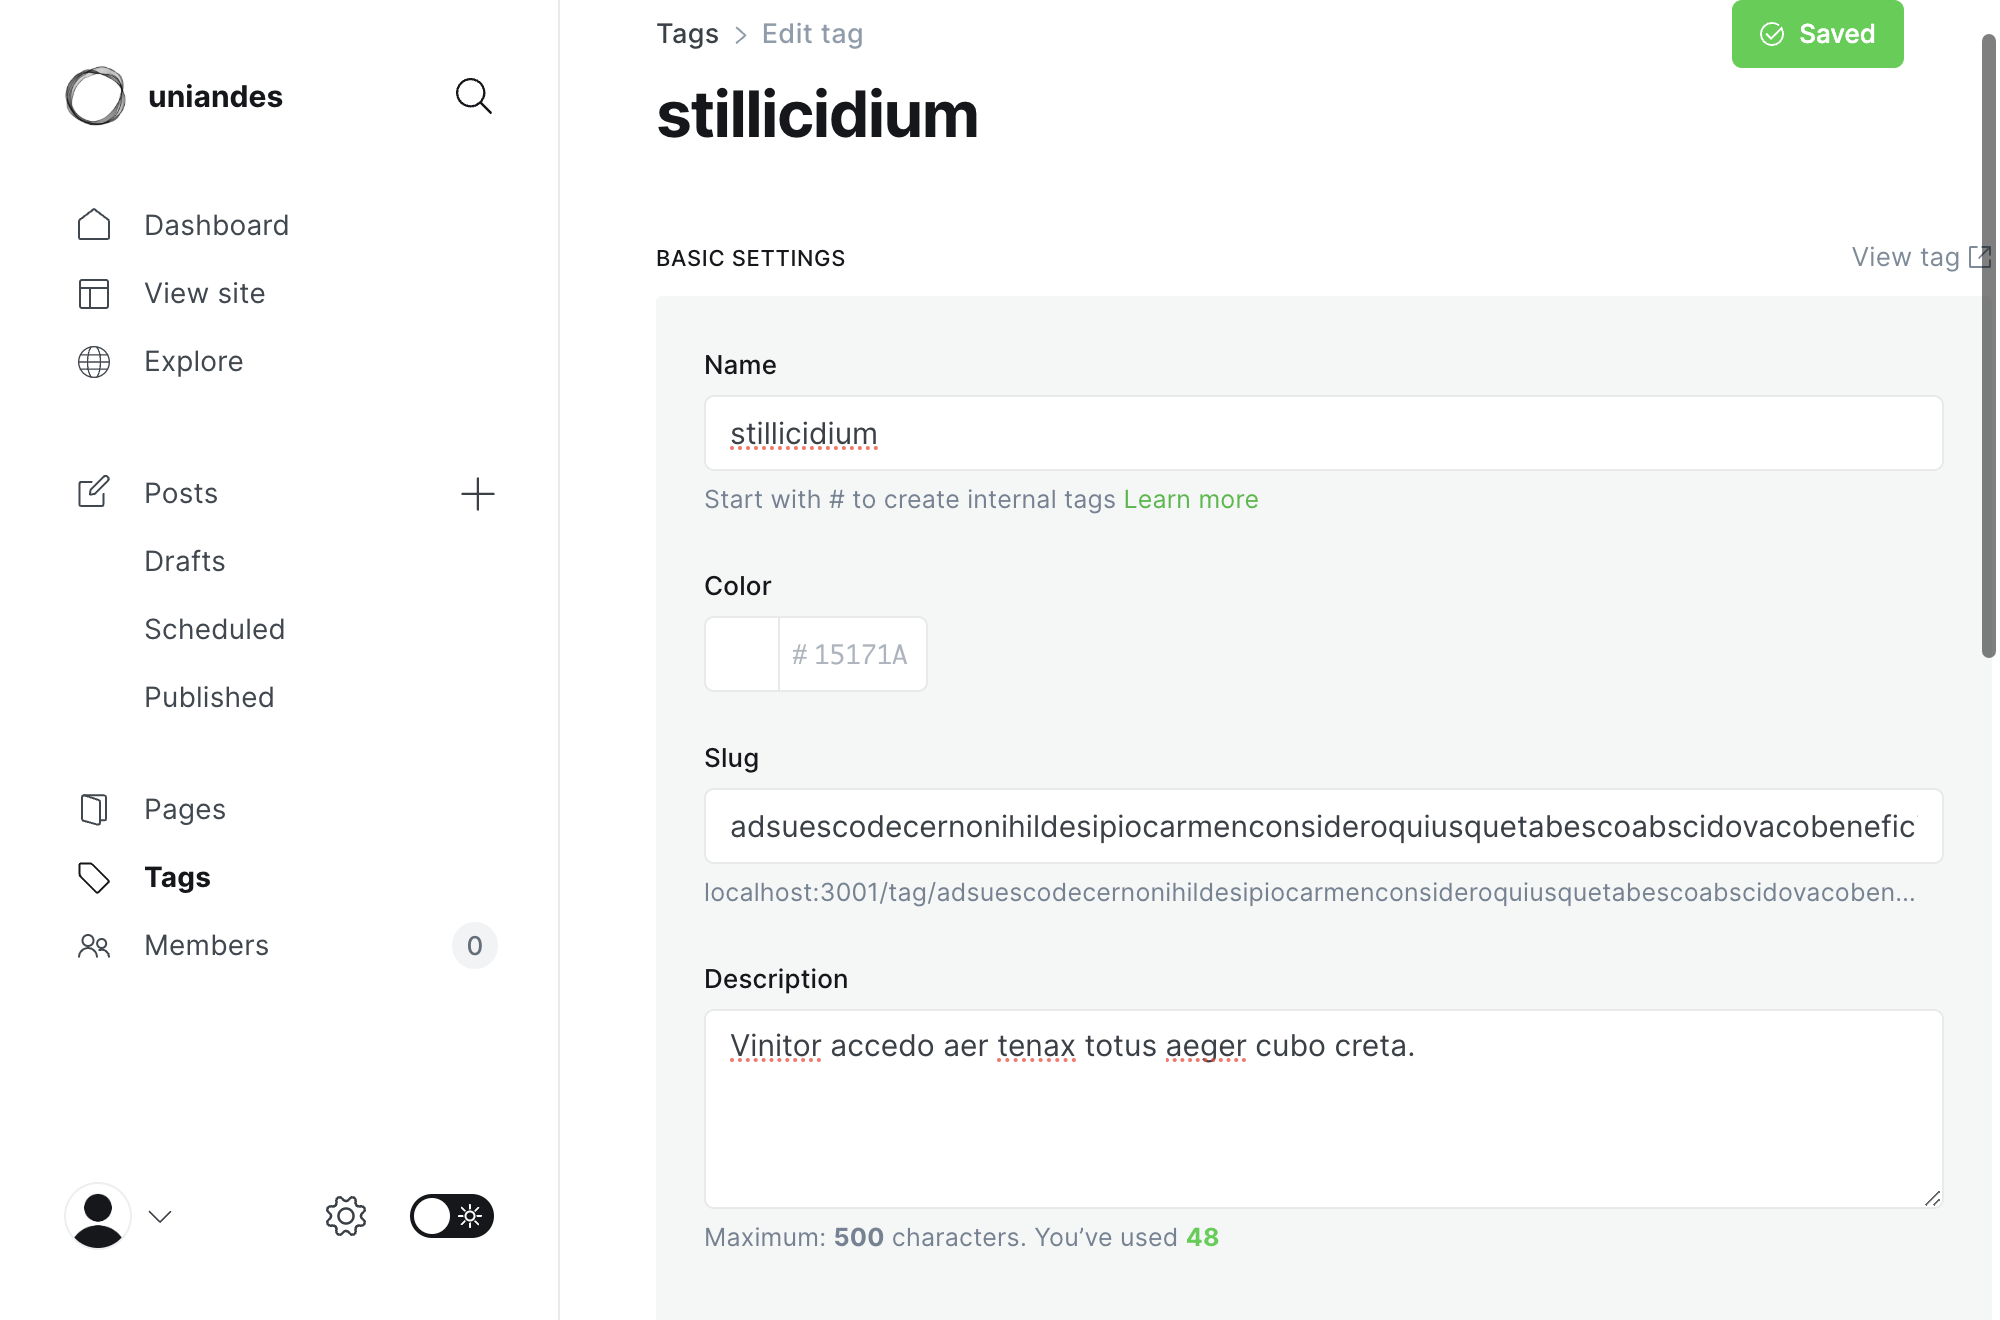 uniandes
Dashboard
View site
Explore
Posts
Drafts
Scheduled
Published
Pages
Tags
Members
0
Tags > Edit tag
Saved
stillicidium
BASIC SETTINGS
View tag
Name
stillicidium
Start with # to create internal tags Learn more
Color
# 15171A
Slug
adsuescodecernonihildesipiocarmenconsideroquiusquetabescoabscidovacobenefic
localhost:3001/tag/adsuescodecernonihildesipiocarmenconsideroquiusquetabescoabscidovacoben...
Description
Vinitor accedo aer tenax totus aeger cubo creta.
Maximum: 500 characters. You’ve used 48